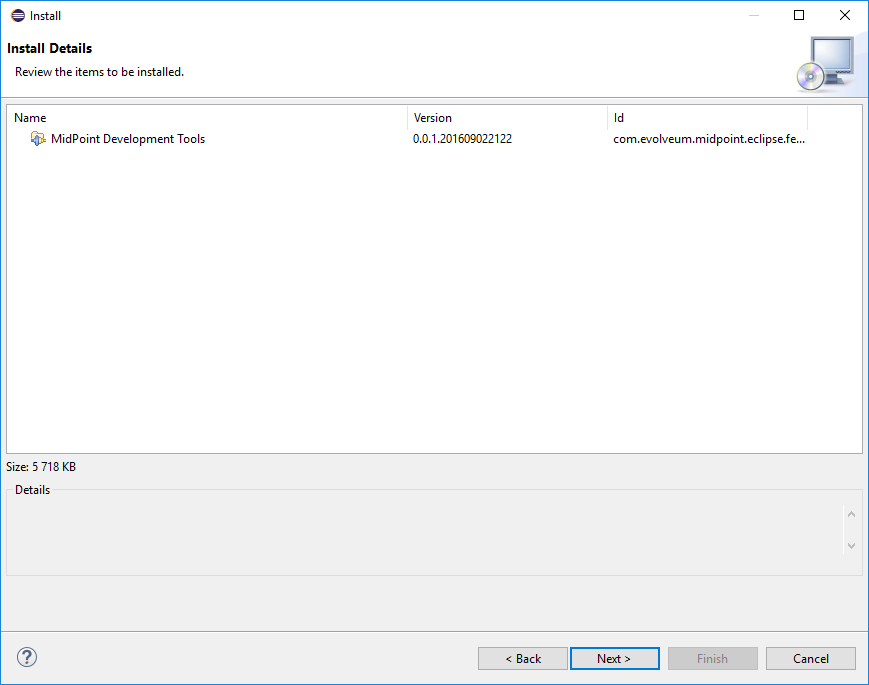 Install
Install Details
Review the items to be installed.
Name Version Id
MidPoint Development Tools 0.0.1.201609022122 com.evolveum.midpoint.eclipse.fe...
Size: 5 718 KB
Details
? < Back Next > Finish Cancel